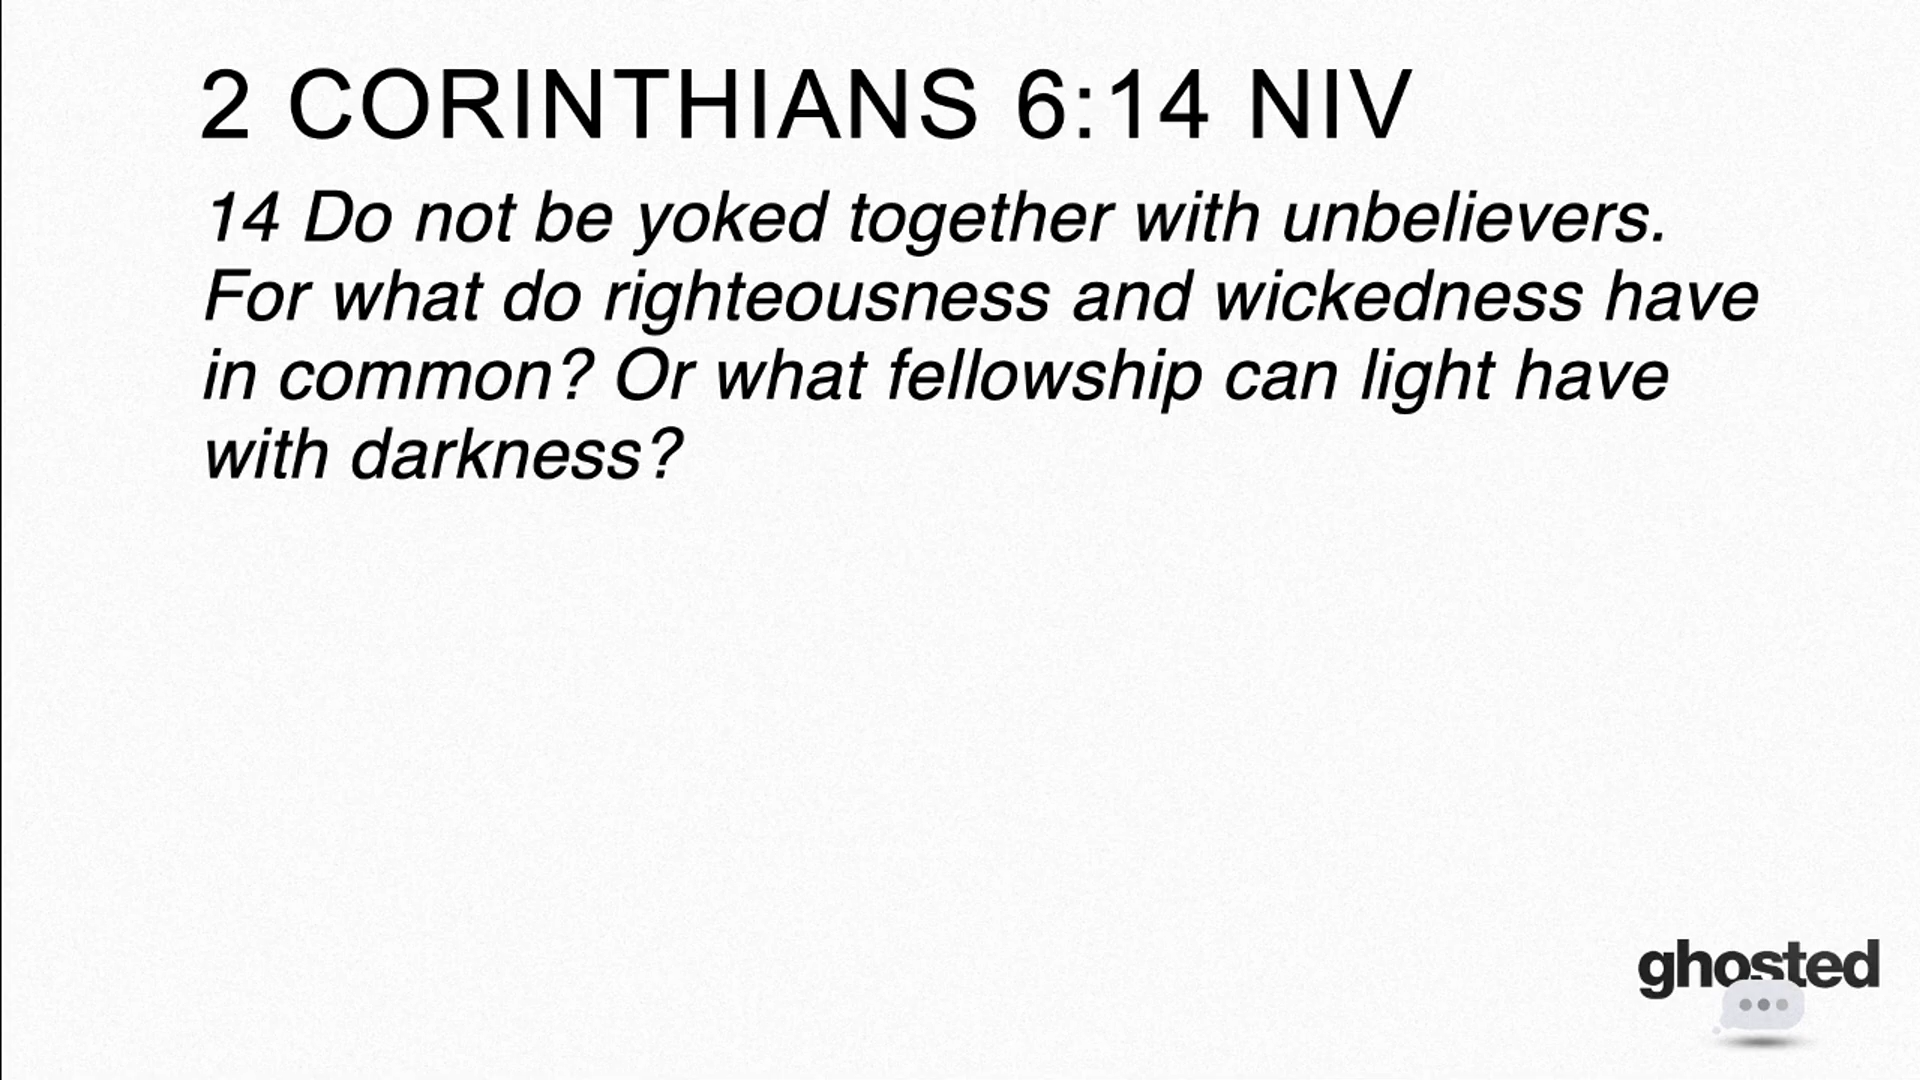 2 CORINTHIANS 6:14 NIV
14 Do not be yoked together with unbelievers.
For what do righteousness and wickedness have
in common? Or what fellowship can light have
with darkness?
ghosted